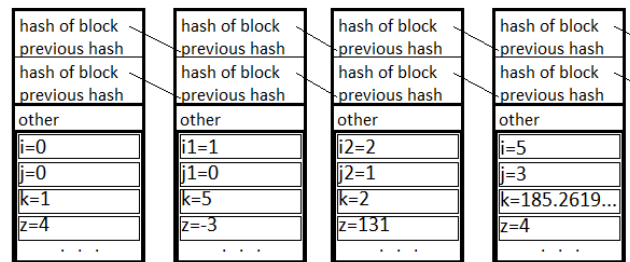 hash of block
previous hash
hash of block
previous hash
other
i=0
j=0
k=1
z=4
. . .
hash of block
previous hash
hash of block
previous hash
other
i1=1
j1=0
k=5
z=-3
. . .
hash of block
previous hash
hash of block
previous hash
other
i2=2
j2=1
k=2
z=131
. . .
hash of block
previous hash
hash of block
previous hash
other
i=5
j=3
k=185.2619...
z=4
. . .